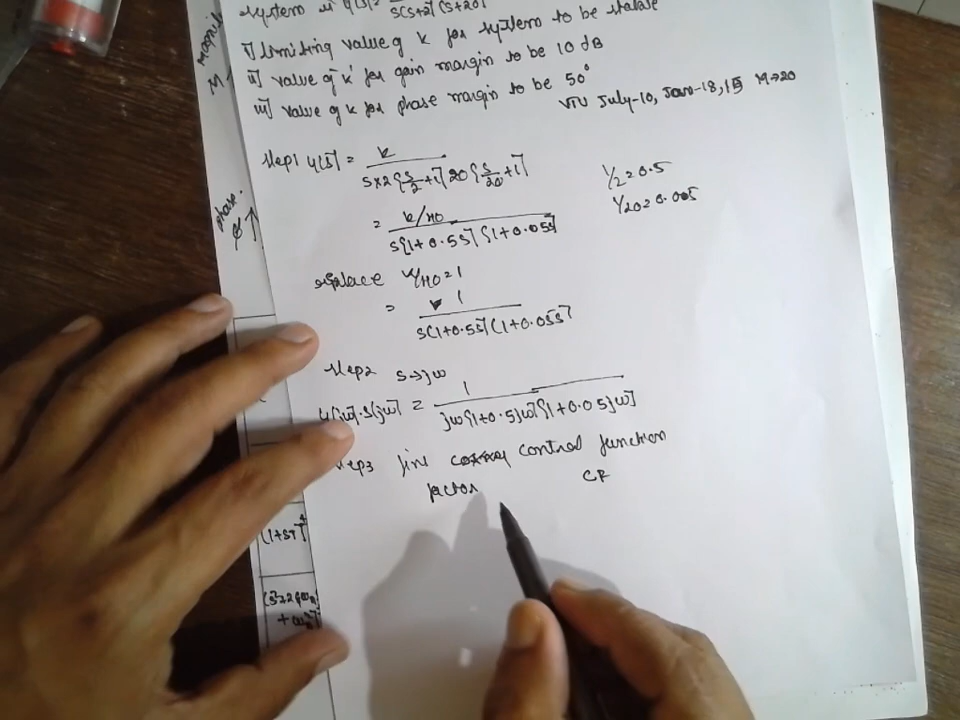 system is G(s) = S(S+2)(S+20)
i) limiting value of K for system to be stable
ii) value of 'K' for gain margin to be 10 dB
iii) value of K for phase margin to be 50°
VTU July-10, Jan-18, 15 M→20
Step1 G(s) = K / S×2{S/2+1} 20{S/20+1}
1/2 = 0.5
1/20 = 0.005
= K/40 / S{1+0.5S}{1+0.05S}
replace K/40 = 1
= 1 / S(1+0.5S)(1+0.05S)
Step2 S→jω
G(jω).S(jω) = 1 / jω{1+0.5jω}{1+0.05jω}
Step3 control function
factor CF
phase.
ϕ
M
(1+ST)